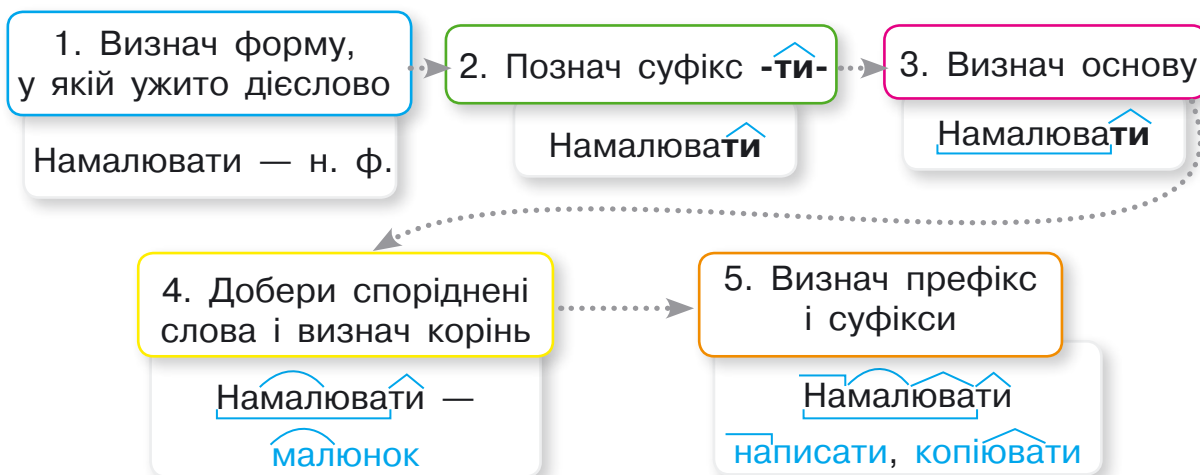 1. Визнач форму,
у якій ужито дієслово
Намалювати — н. ф.
2. Познач суфікс -ти-
Намалювати
3. Визнач основу
Намалювати
4. Добери споріднені
слова і визнач корінь
Намалювати —
малюнок
5. Визнач префікс
і суфікси
Намалювати
написати, копіювати